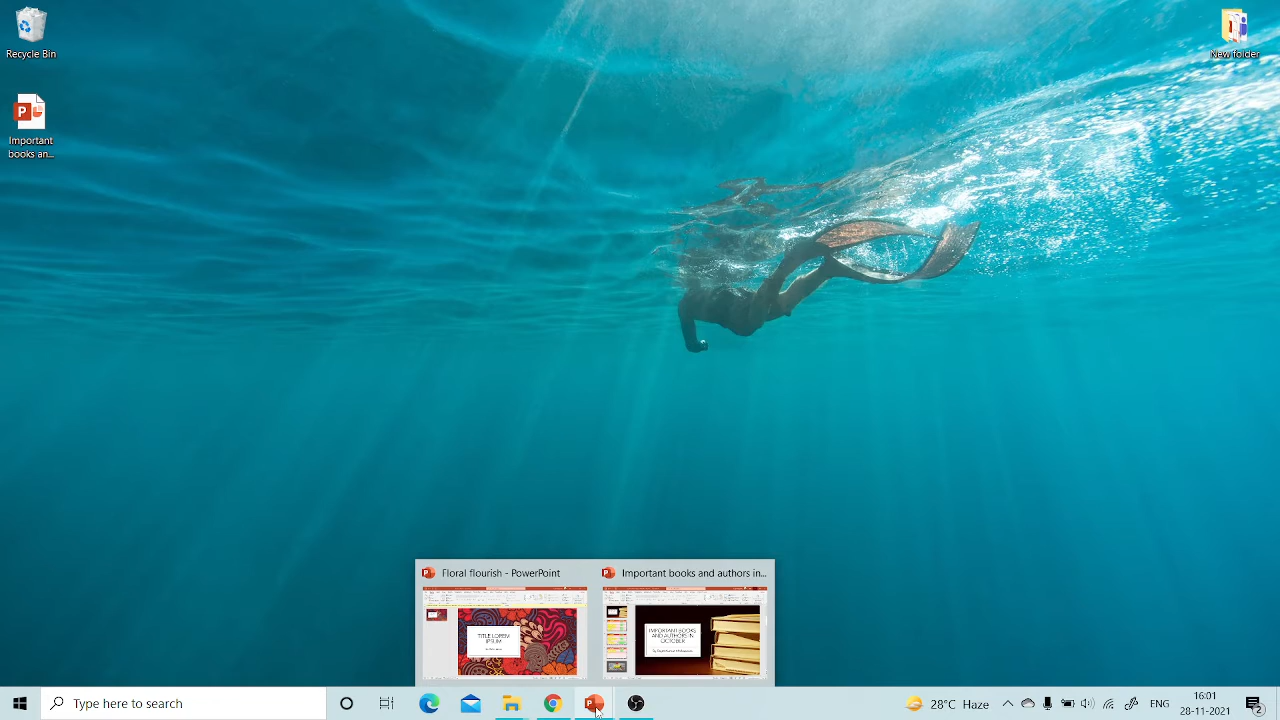 Recycle Bin
New folder
Important
books an...
Floral flourish - PowerPoint
Important books and authors in...
TITLE LOREM
IPSUM
IMPORTANT BOOKS
AND AUTHORS IN
OCTOBER
Type here to search
28°C Haze
ENG
16:01
28-11-2021
2